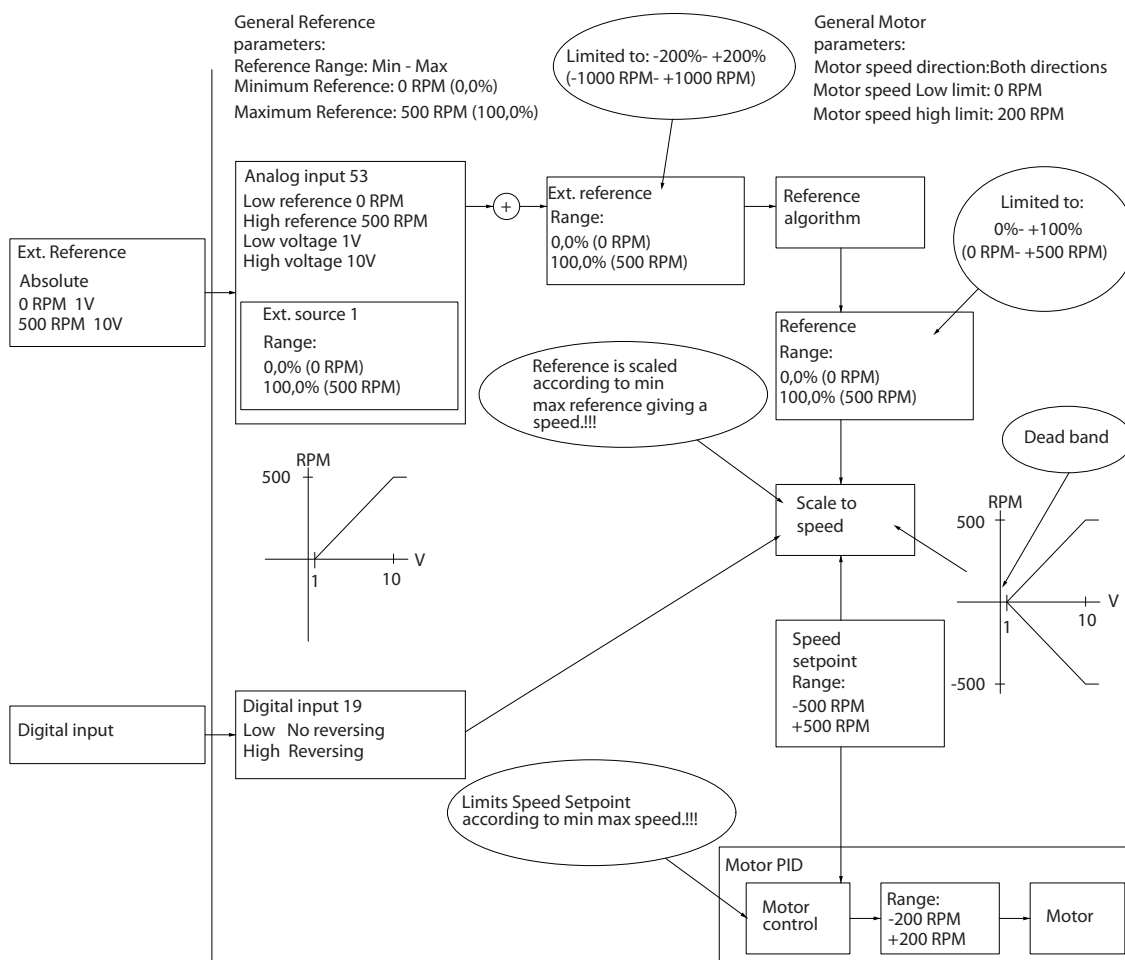 General Reference
parameters:
Reference Range: Min - Max
Minimum Reference: 0 RPM (0,0%)
Maximum Reference: 500 RPM (100,0%)
Limited to: -200%- +200%
(-1000 RPM- +1000 RPM)
General Motor
parameters:
Motor speed direction:Both directions
Motor speed Low limit: 0 RPM
Motor speed high limit: 200 RPM
Ext. Reference
Absolute
0 RPM 1V
500 RPM 10V
Analog input 53
Low reference 0 RPM
High reference 500 RPM
Low voltage 1V
High voltage 10V
Ext. source 1
Range:
0,0% (0 RPM)
100,0% (500 RPM)
+
Ext. reference
Range:
0,0% (0 RPM)
100,0% (500 RPM)
Reference
algorithm
Limited to:
0%- +100%
(0 RPM- +500 RPM)
Reference
Range:
0,0% (0 RPM)
100,0% (500 RPM)
Reference is scaled
according to min
max reference giving a
speed.!!!
RPM
500
1
10
V
Scale to
speed
Dead band
RPM
500
1
10
V
-500
Speed
setpoint
Range:
-500 RPM
+500 RPM
Digital input
Digital input 19
Low No reversing
High Reversing
Limits Speed Setpoint
according to min max speed.!!!
Motor PID
Motor
control
Range:
-200 RPM
+200 RPM
Motor